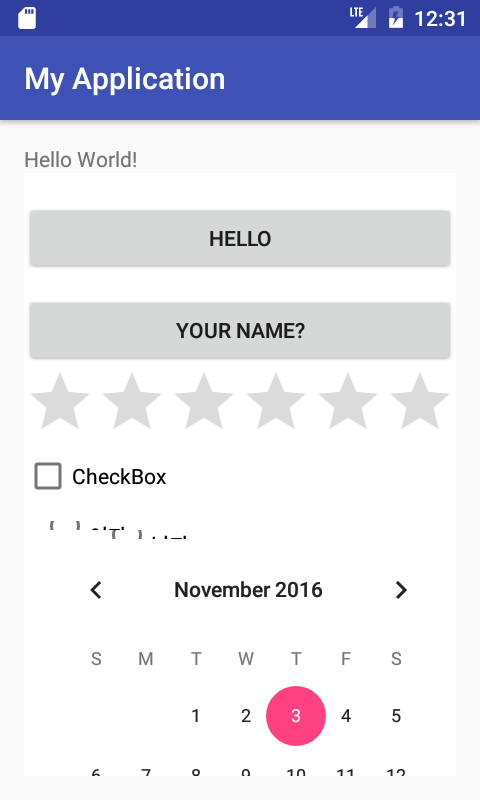 LTE 12:31
My Application
Hello World!
HELLO
YOUR NAME?
CheckBox
November 2016
S M T W T F S
1 2 3 4 5
6 7 8 9 10 11 12